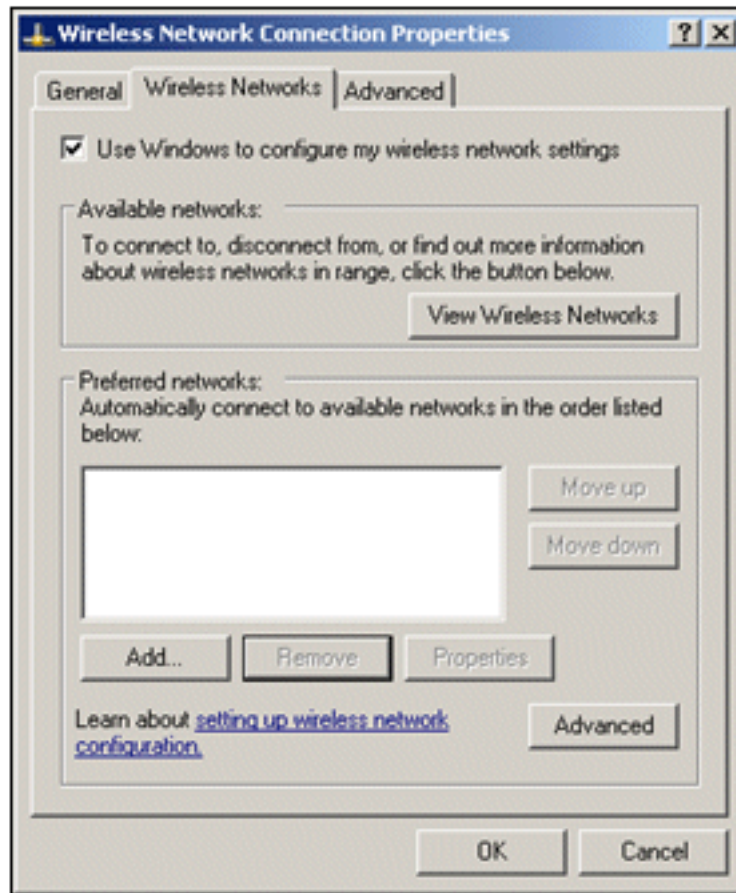 Wireless Network Connection Properties
General
Wireless Networks
Advanced
Use Windows to configure my wireless network settings
Available networks:
To connect to, disconnect from, or find out more information
about wireless networks in range, click the button below.
View Wireless Networks
Preferred networks:
Automatically connect to available networks in the order listed
below:
Move up
Move down
Add...
Remove
Properties
Learn about setting up wireless network
configuration.
Advanced
OK
Cancel